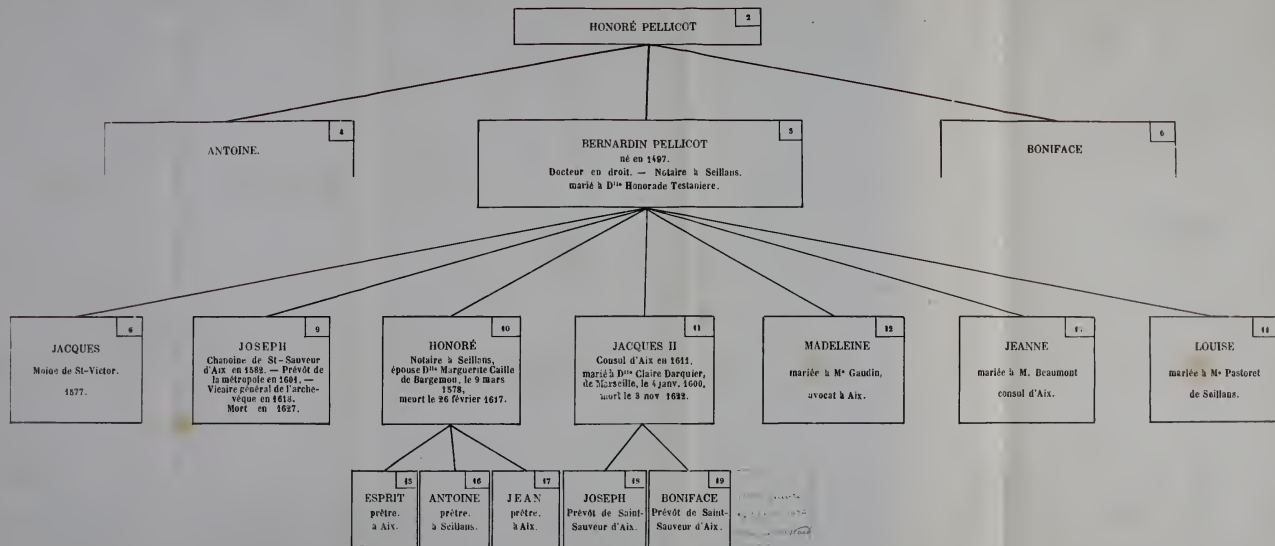 2
HONORÉ PELLICOT
4
ANTOINE.
5
BERNARDIN PELLICOT
né en 1497.
Docteur en droit. — Notaire à Seillans.
marié à Dlle Honorade Testaniere.
6
BONIFACE
JACQUES
Moine de St-Victor.
1577.
9
JOSEPH
Chanoine de St-Sauveur
d'Aix en 1582. — Prévôt de
la métropole en 1601. —
Vicaire général de l'arche-
vêque en 1613.
Mort en 1627.
10
HONORÉ
Notaire à Seillans,
épouse Dlle Marguerite Caille
de Bargemon, le 9 mars
1578,
meurt le 26 février 1617.
11
JACQUES II
Consul d'Aix en 1611,
marié à Dlle Claire Darquier,
de Marseille, le 4 janv. 1600,
mort le 3 nov 1622.
12
MADELEINE
mariée à Me Gaudin,
avocat à Aix.
JEANNE
mariée à M. Beaumont
consul d'Aix.
LOUISE
mariée à Me Pastoret
de Seillans.
15
ESPRIT
prêtre.
à Aix.
16
ANTOINE
prêtre.
à Seillans.
17
JEAN
prêtre.
à Aix.
18
JOSEPH
Prévôt de Saint-
Sauveur d'Aix.
19
BONIFACE
Prévôt de Saint-
Sauveur d'Aix.